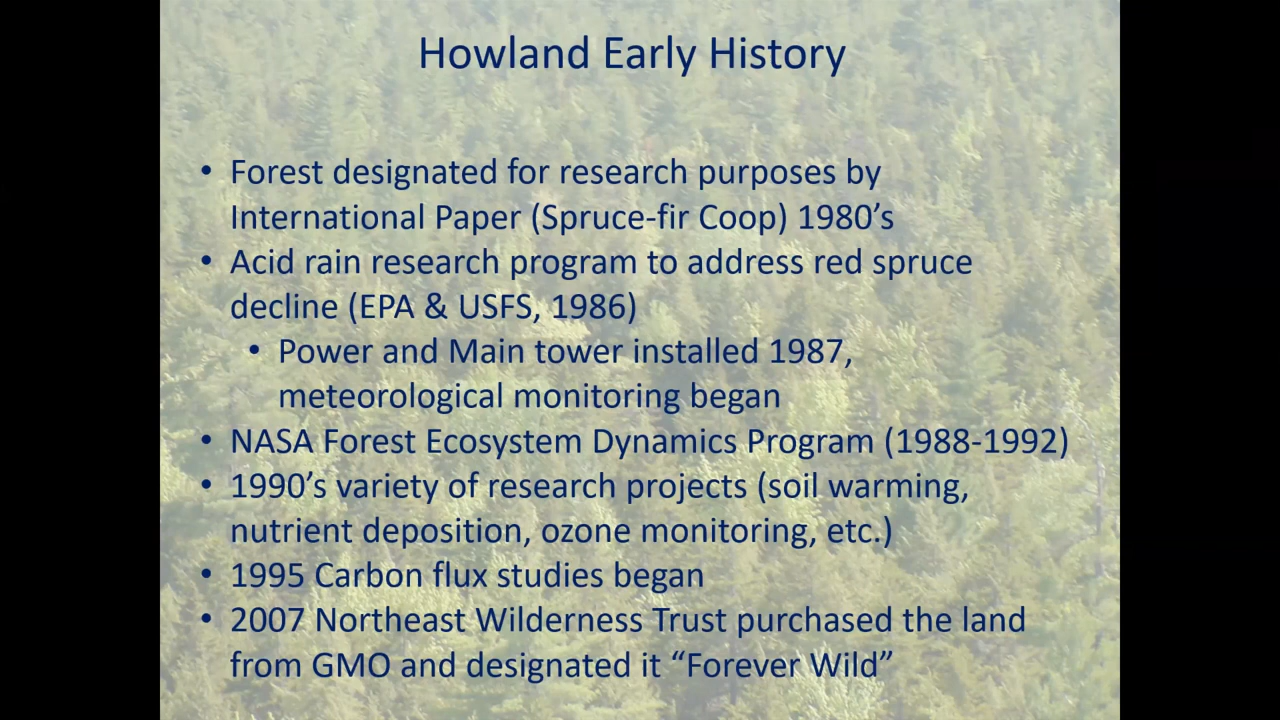 Howland Early History
• Forest designated for research purposes by
International Paper (Spruce-fir Coop) 1980’s
• Acid rain research program to address red spruce
decline (EPA & USFS, 1986)
• Power and Main tower installed 1987,
meteorological monitoring began
• NASA Forest Ecosystem Dynamics Program (1988-1992)
• 1990’s variety of research projects (soil warming,
nutrient deposition, ozone monitoring, etc.)
• 1995 Carbon flux studies began
• 2007 Northeast Wilderness Trust purchased the land
from GMO and designated it “Forever Wild”